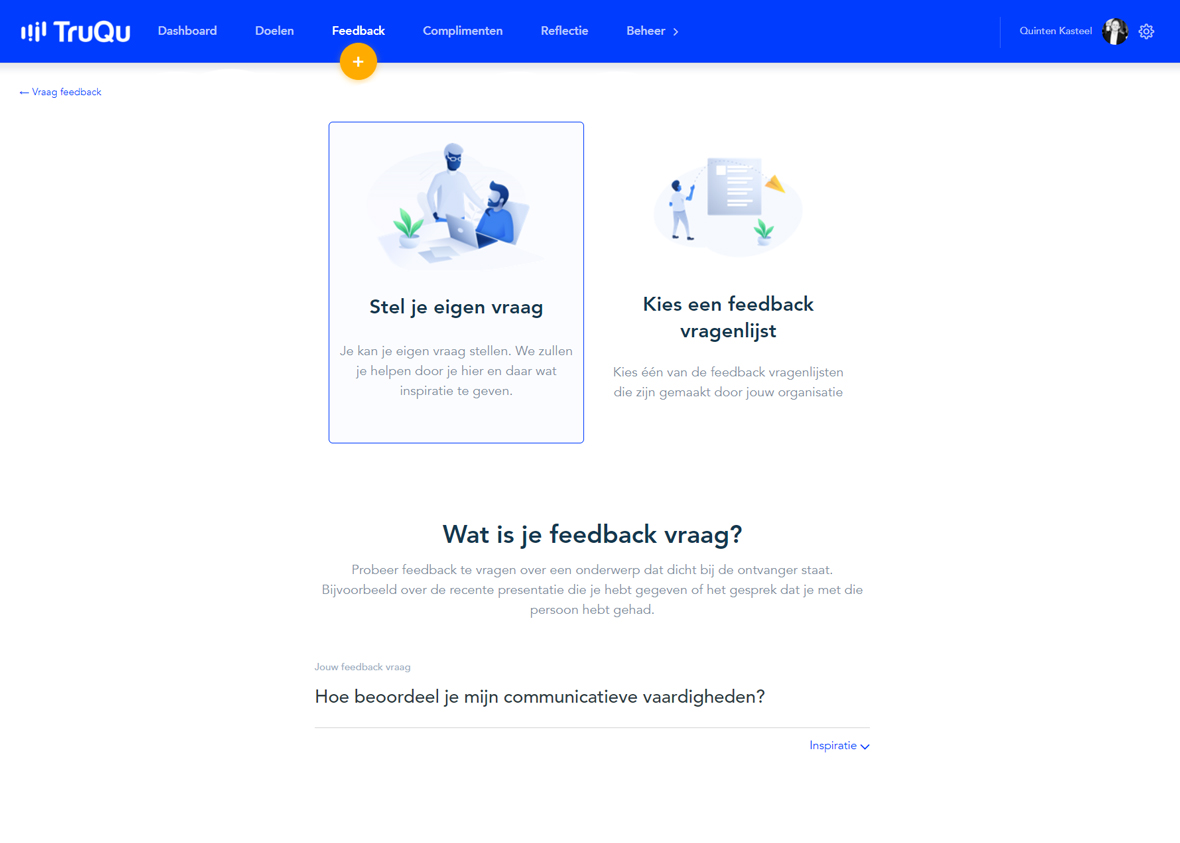 TruQu
Dashboard
Doelen
Feedback
Complimenten
Reflectie
Beheer
Quinten Kasteel
+
← Vraag feedback
Stel je eigen vraag
Je kan je eigen vraag stellen. We zullen
je helpen door je hier en daar wat
inspiratie te geven.
Kies een feedback
vragenlijst
Kies één van de feedback vragenlijsten
die zijn gemaakt door jouw organisatie
Wat is je feedback vraag?
Probeer feedback te vragen over een onderwerp dat dicht bij de ontvanger staat.
Bijvoorbeeld over de recente presentatie die je hebt gegeven of het gesprek dat je met die
persoon hebt gehad.
Jouw feedback vraag
Hoe beoordeel je mijn communicatieve vaardigheden?
Inspiratie